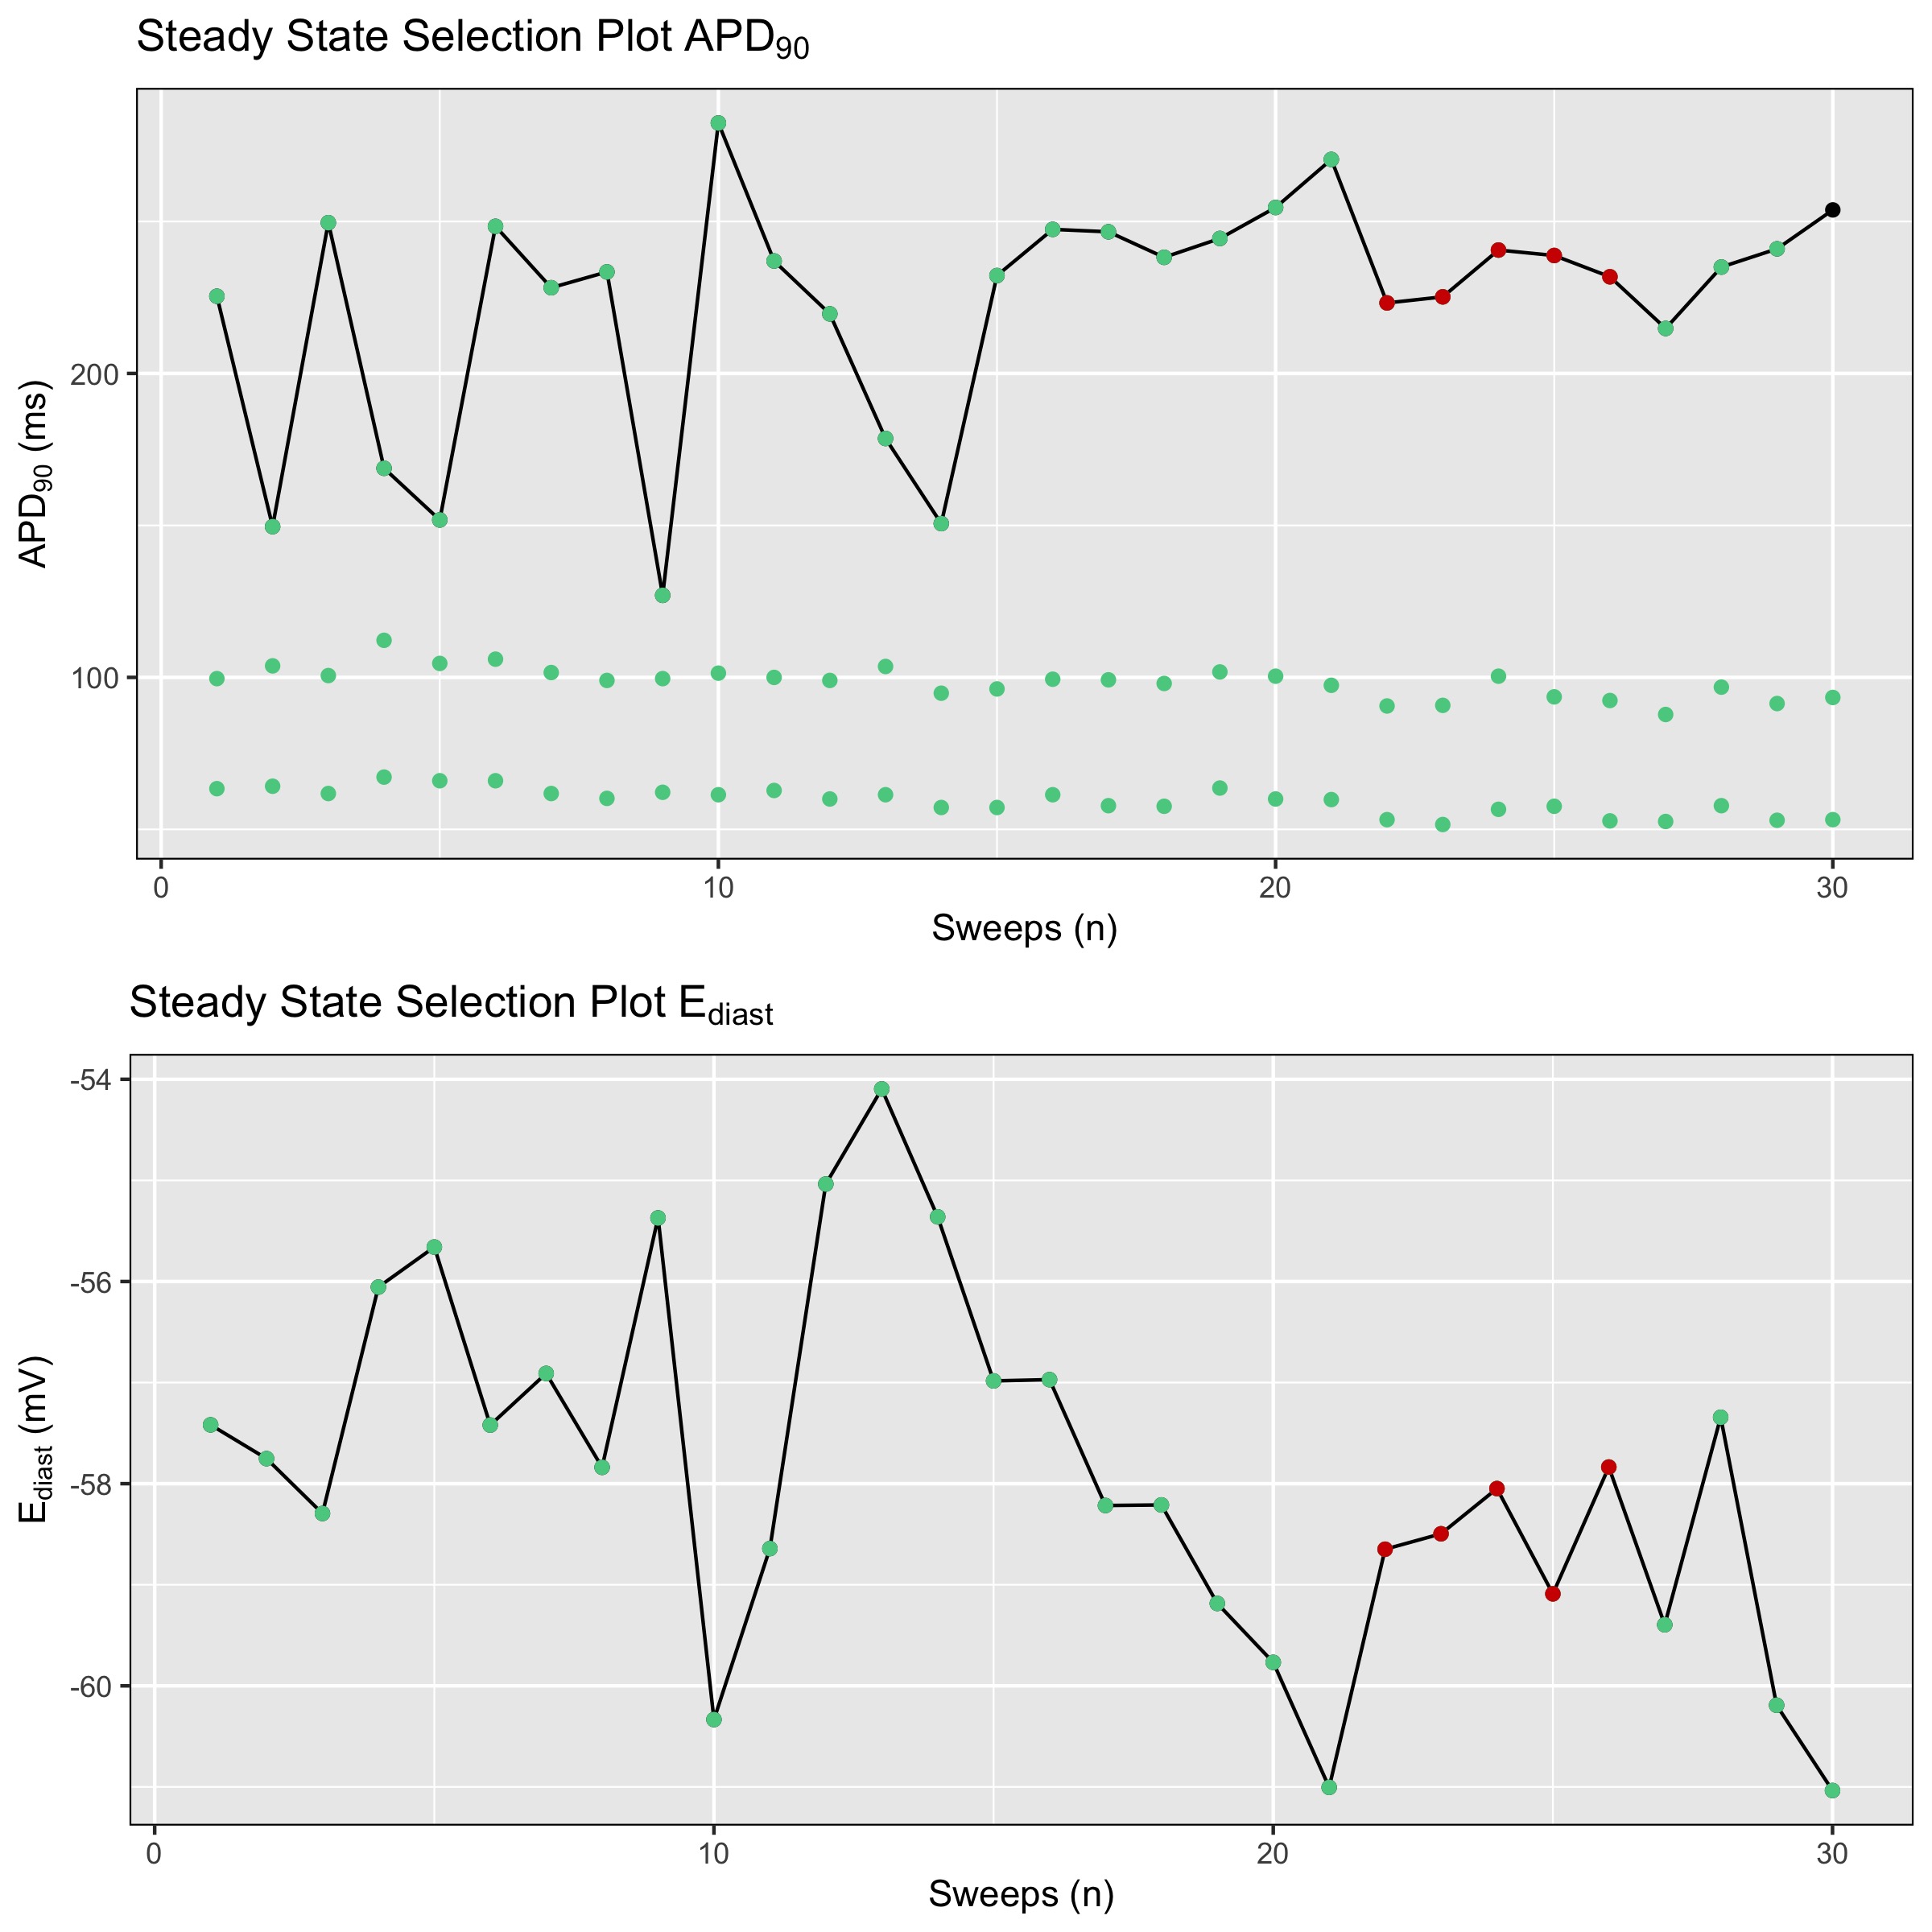 Steady State Selection Plot APD90
APD90 (ms)
200
100
0 10 20 30
Sweeps (n)
Steady State Selection Plot Ediast
Ediast (mV)
-54
-56
-58
-60
0 10 20 30
Sweeps (n)